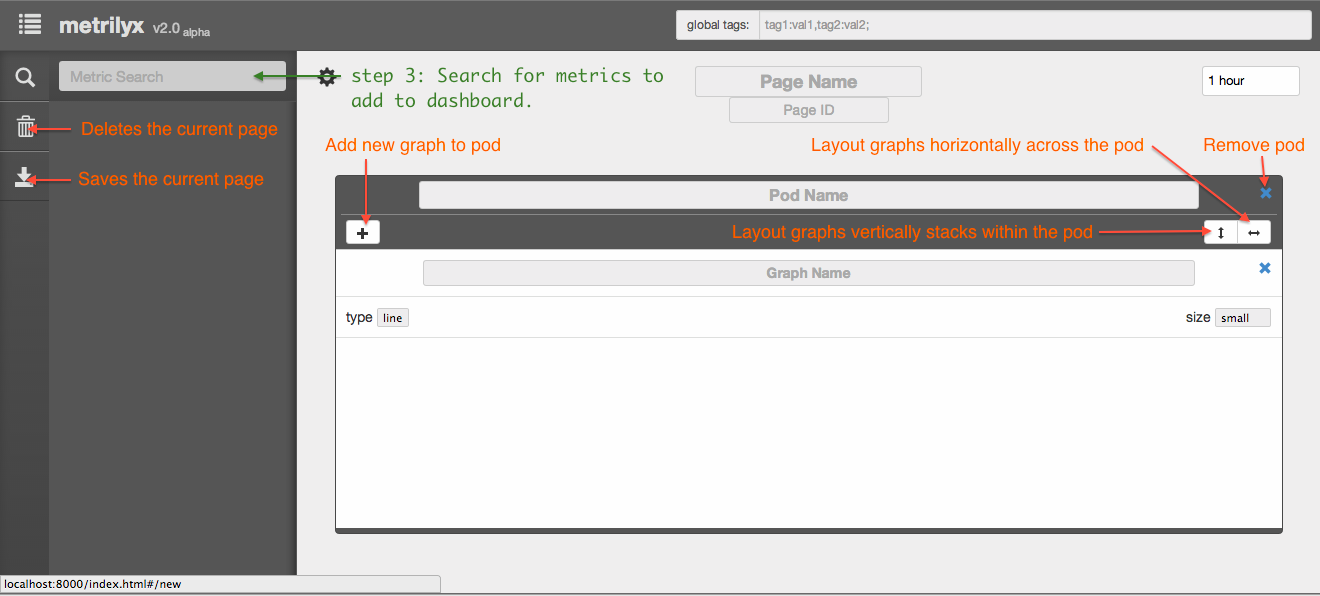 metrilyx v2.0 alpha
global tags: tag1:val1,tag2:val2;
Metric Search
step 3: Search for metrics to
add to dashboard.
Page Name
1 hour
Page ID
Deletes the current page
Add new graph to pod
Layout graphs horizontally across the pod
Remove pod
Saves the current page
Pod Name
Layout graphs vertically stacks within the pod
Graph Name
type line
size small
localhost:8000/index.html#/new